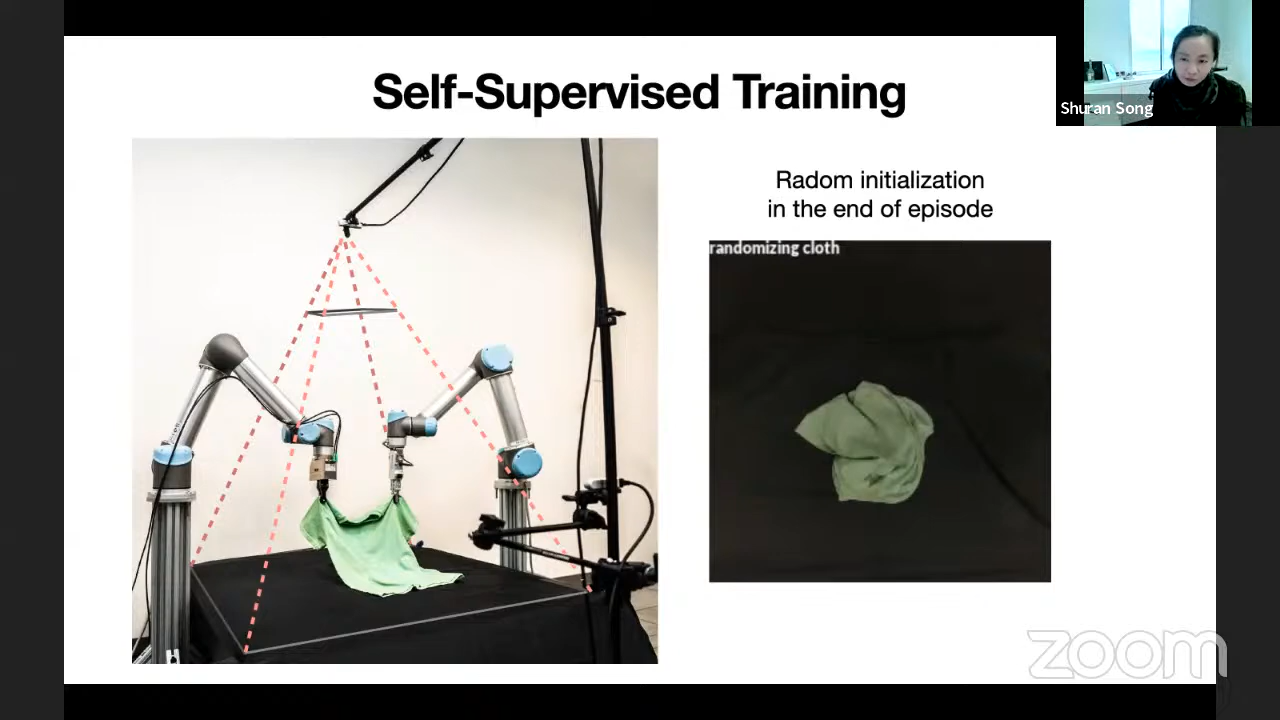 Self-Supervised Training
Shuran Song
Radom initialization
in the end of episode
randomizing cloth
zoom